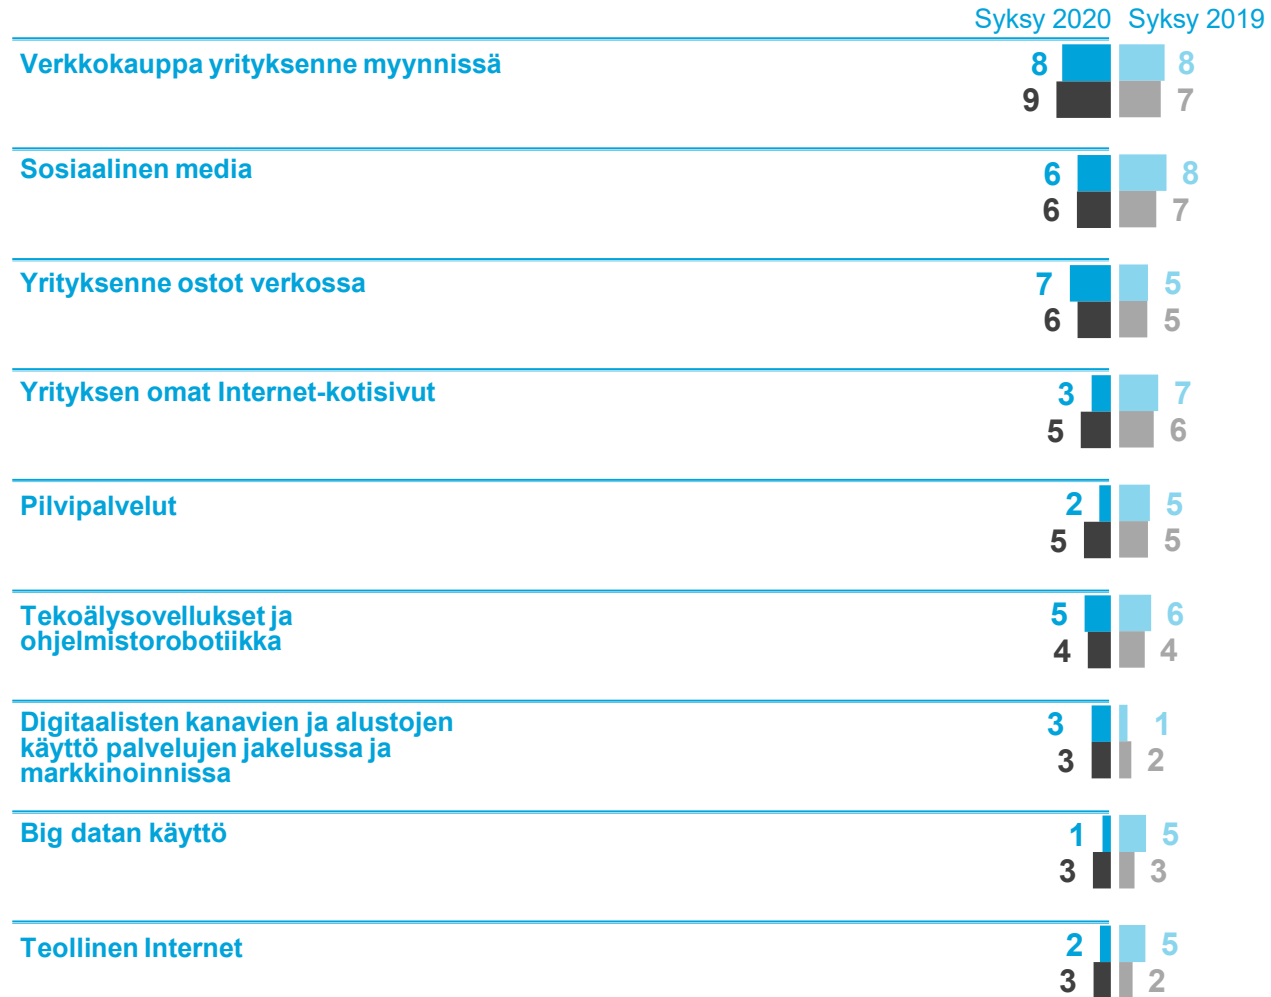 Syksy 2020 Syksy 2019
Verkkokauppa yrityksenne myynnissä 8 8
9 7
Sosiaalinen media 6 8
6 7
Yrityksenne ostot verkossa 7 5
6 5
Yrityksen omat Internet-kotisivut 3 7
5 6
Pilvipalvelut 2 5
5 5
Tekoälysovellukset ja 5 6
ohjelmistorobotiikka 4 4
Digitaalisten kanavien ja alustojen 3 1
käyttö palvelujen jakelussa ja 3 2
markkinoinnissa
Big datan käyttö 1 5
3 3
Teollinen Internet 2 5
3 2